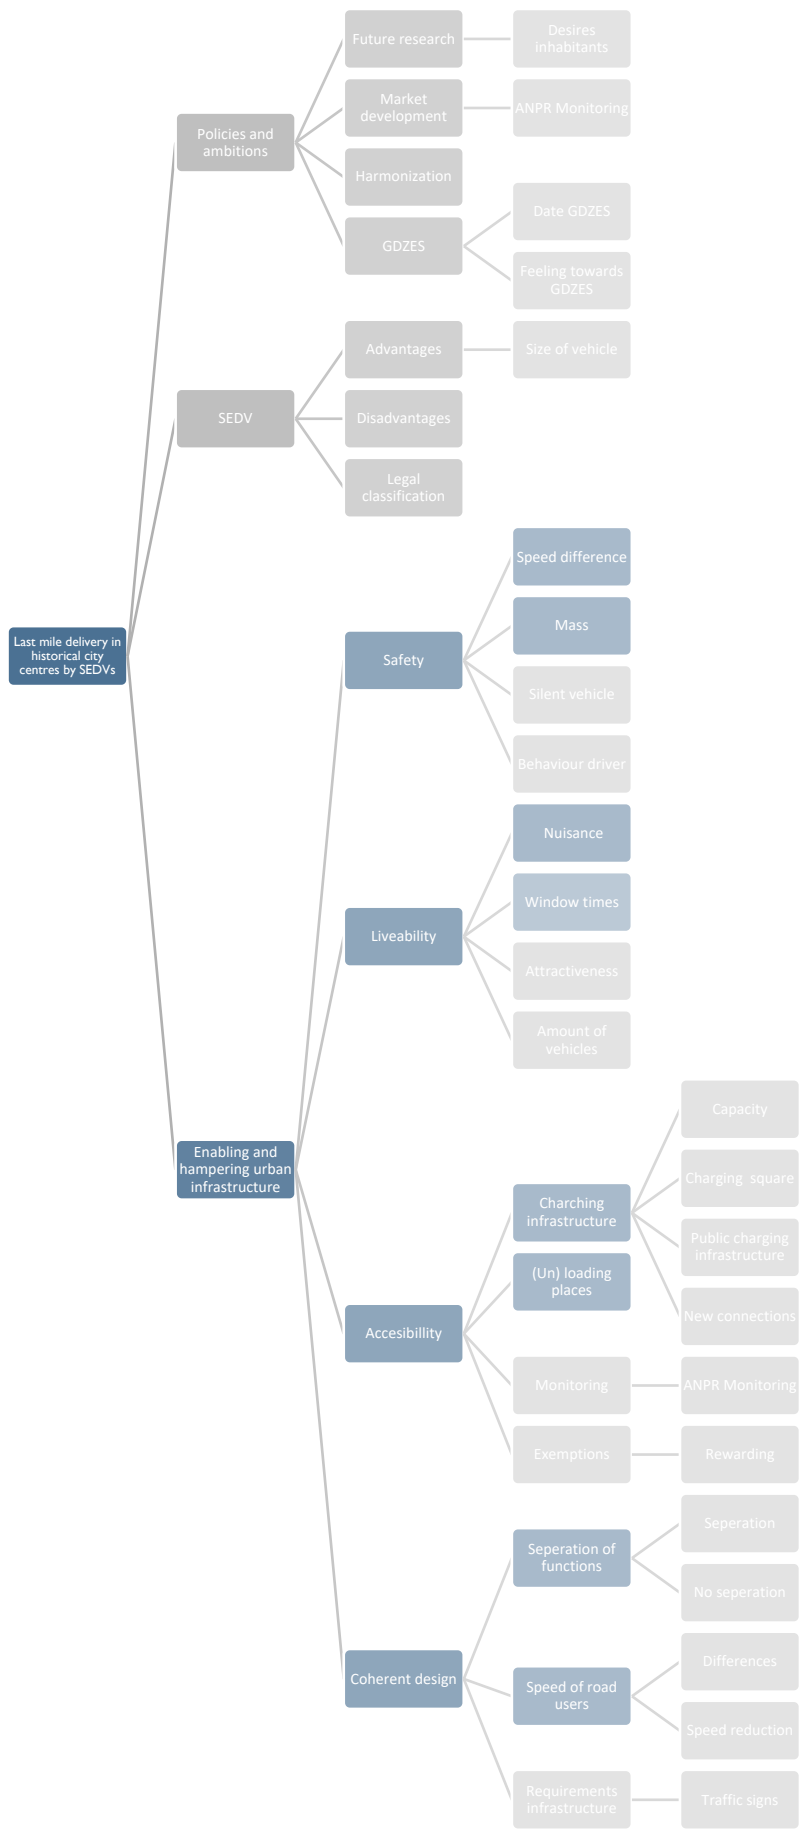 Future research
Desires
inhabitants
Market
development
ANPR Monitoring
Policies and
ambitions
Harmonization
Date GDZES
GDZES
Feeling towards
GDZES
Advantages
Size of vehicle
SEDV
Disadvantages
Legal
classification
Speed difference
Mass
Last mile delivery in
historical city
centres by SEDVs
Safety
Silent vehicle
Behaviour driver
Nuisance
Window times
Liveability
Attractiveness
Amount of
vehicles
Capacity
Enabling and
hampering urban
infrastructure
Charging  square
Charching
infrastructure
Public charging
infrastructure
(Un) loading
places
New connections
Accesibillity
Monitoring
ANPR Monitoring
Exemptions
Rewarding
Seperation
Seperation of
functions
No seperation
Differences
Coherent design
Speed of road
users
Speed reduction
Requirements
infrastructure
Traffic signs